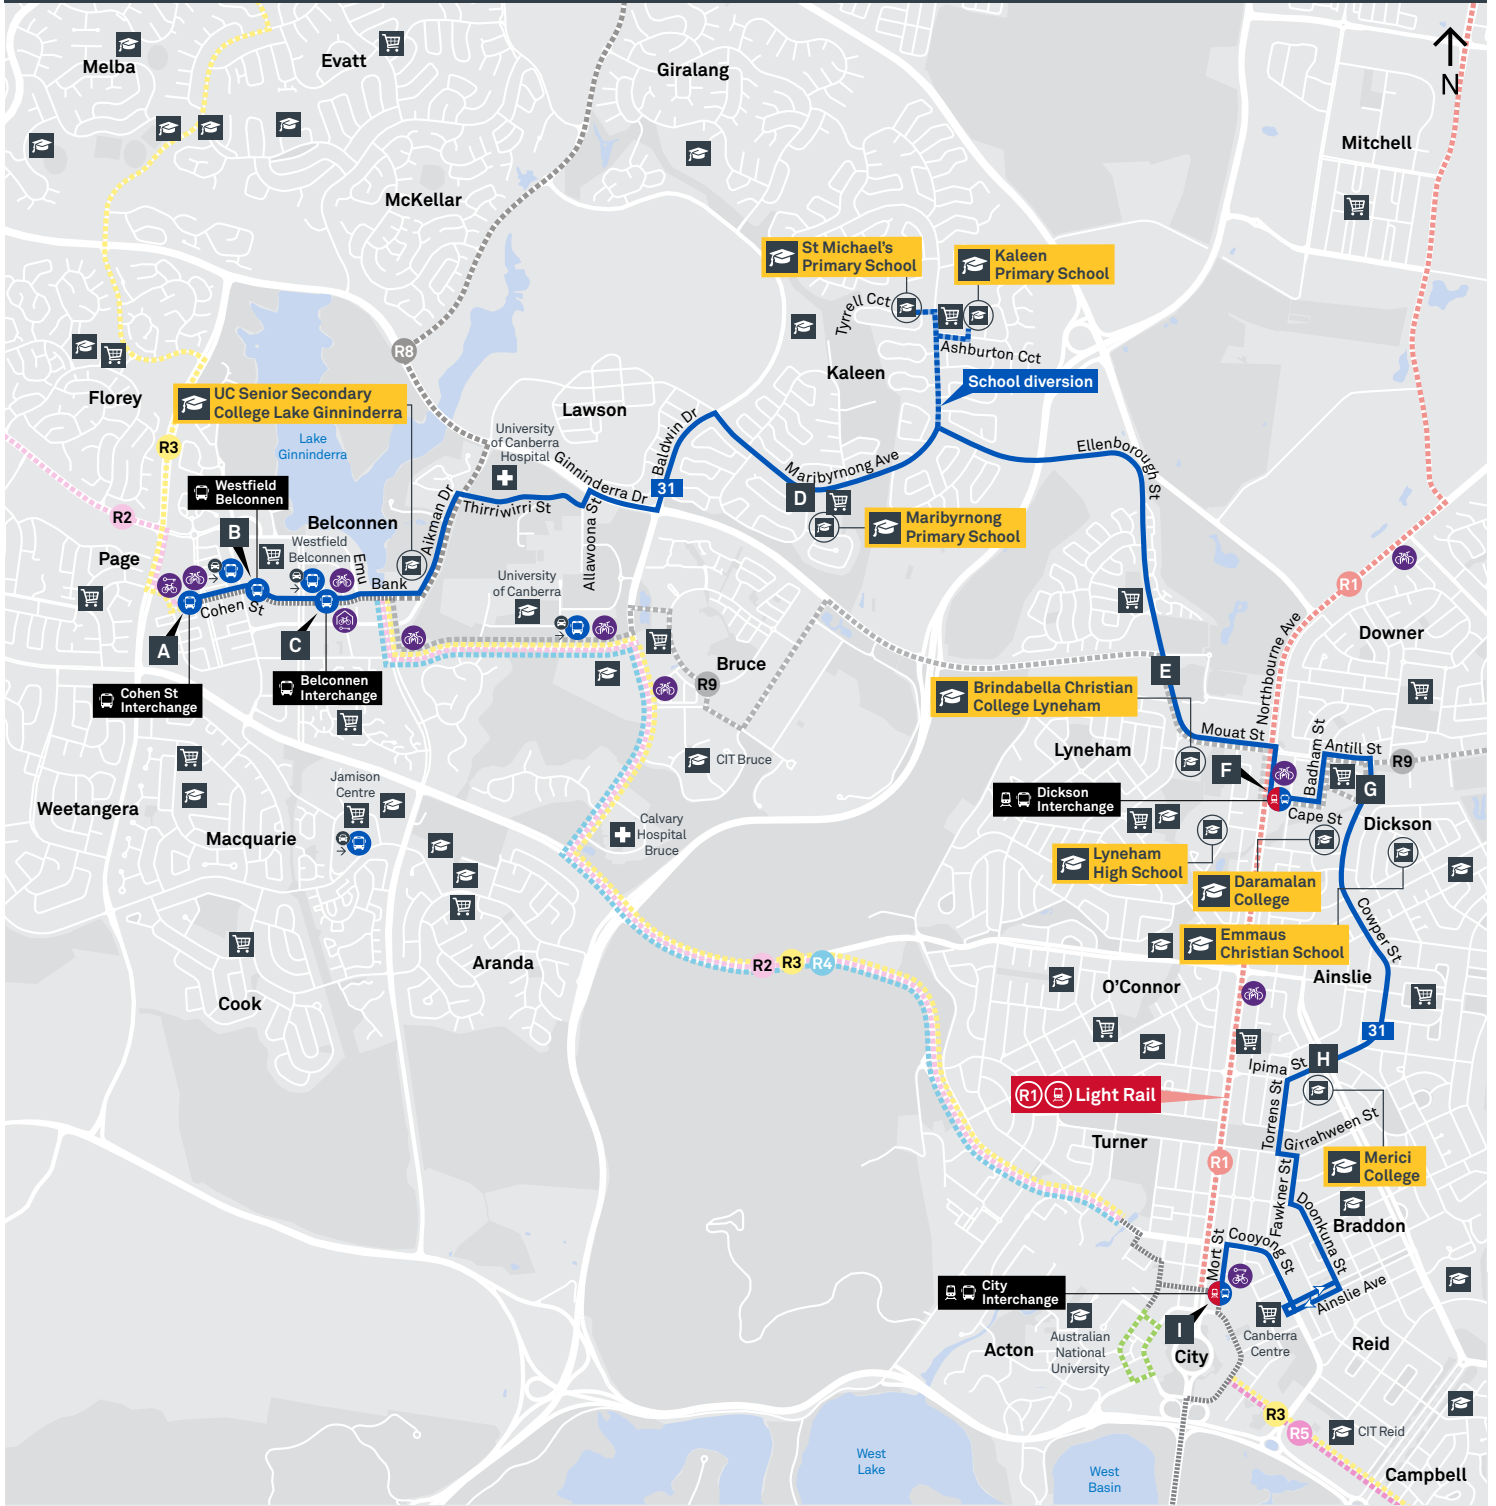 N
Melba
Evatt
Giralang
Mitchell
McKellar
St Michael's
Primary School
Kaleen
Primary School
Tyrrell Cct
Ashburton Cct
R8
Kaleen
School diversion
Florey
UC Senior Secondary
College Lake Ginninderra
Lawson
Lake
Ginninderra
University
of Canberra
Hospital
Baldwin Dr
R3
Ginninderra Dr
Maribyrnong Ave
Ellenborough St
31
D
Westfield
Belconnen
Aikman Dr
Thirriwirri St
Allawoona St
R2
B
Belconnen
Westfield
Belconnen
Maribyrnong
Primary School
Page
Emu
Bank
Cohen St
University
of Canberra
R1
A
C
Northbourne Ave
Downer
Cohen St
Interchange
Belconnen
Interchange
Bruce
R9
E
Brindabella Christian
College Lyneham
Mouat St
Lyneham
Badham St
Antill St
R9
F
G
CIT Bruce
Jamison
Centre
Dickson
Interchange
Cape St
Dickson
Weetangera
Macquarie
Calvary
Hospital
Bruce
Lyneham
High School
Daramalan
College
Cowper St
Emmaus
Christian School
Aranda
R2
R3
R4
Ainslie
O'Connor
Cook
31
H
Ipima St
R1
Light Rail
Torrens St
Girrahween St
Turner
R1
Merici
College
Fawkner St
Doonkuna St
Braddon
Mort St
Cooyong St
City
Interchange
Ainslie Ave
I
Acton
Australian
National
University
City
Canberra
Centre
Reid
R3
R5
CIT Reid
West
Lake
West
Basin
Campbell